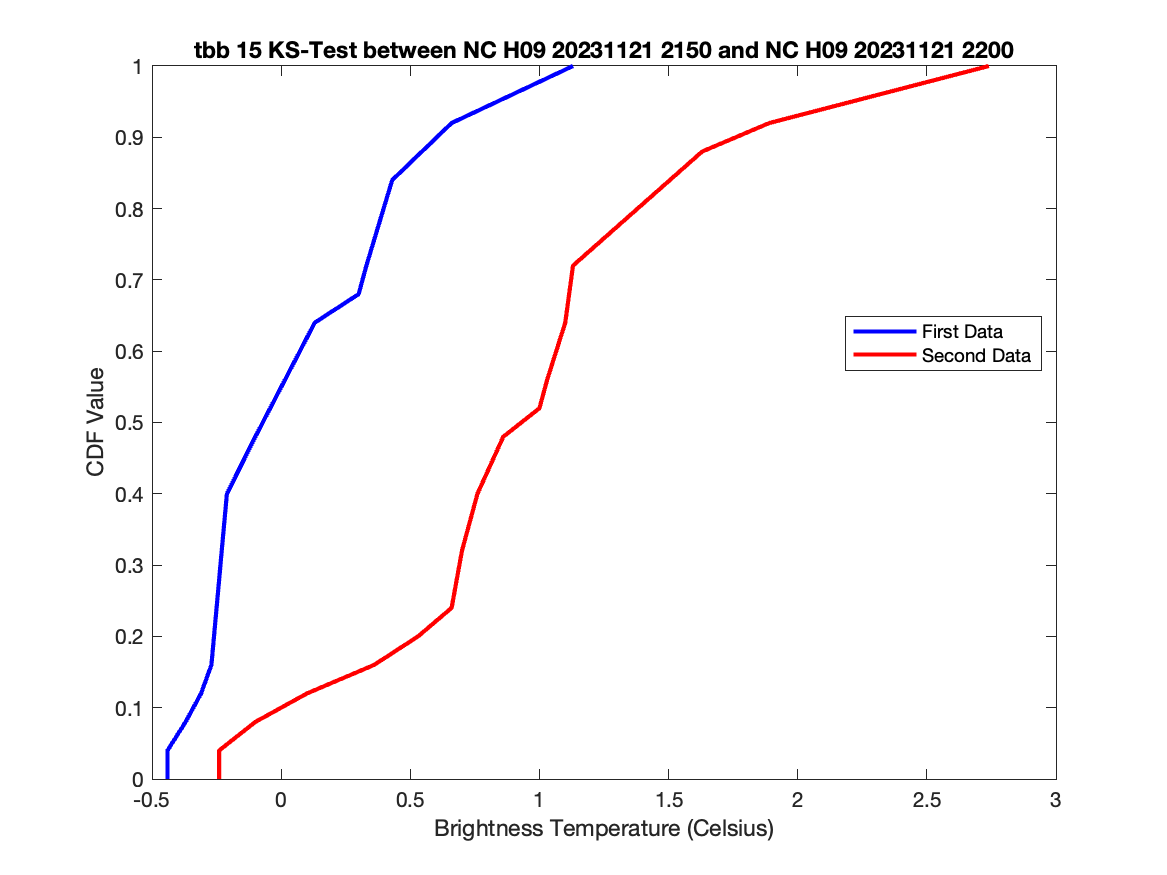 tbb 15 KS-Test between NC H09 20231121 2150 and NC H09 20231121 2200
1
0.9
0.8
0.7
0.6
0.5
0.4
0.3
0.2
0.1
0
CDF Value
First Data
Second Data
-0.5 0 0.5 1 1.5 2 2.5 3
Brightness Temperature (Celsius)